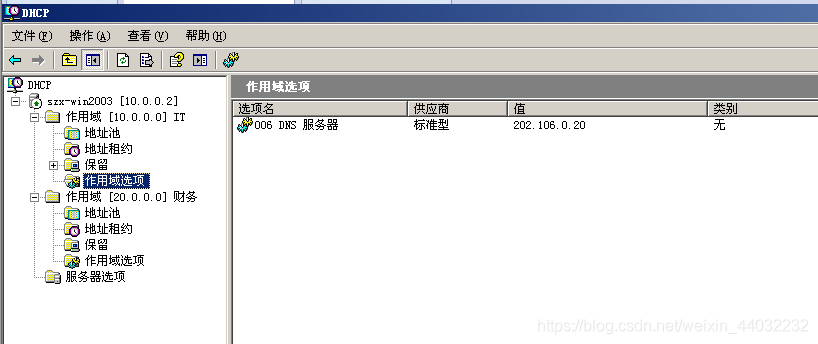 DHCP
文件(F) 操作(A) 查看(V) 帮助(H)
DHCP
szx-win2003 [10.0.0.2]
作用域 [10.0.0.0] IT
地址池
地址租约
保留
作用域选项
作用域 [20.0.0.0] 财务
地址池
地址租约
保留
作用域选项
服务器选项
作用域选项
选项名 供应商 值 类别
006 DNS 服务器 标准型 202.106.0.20 无
https://blog.csdn.net/weixin_44032232